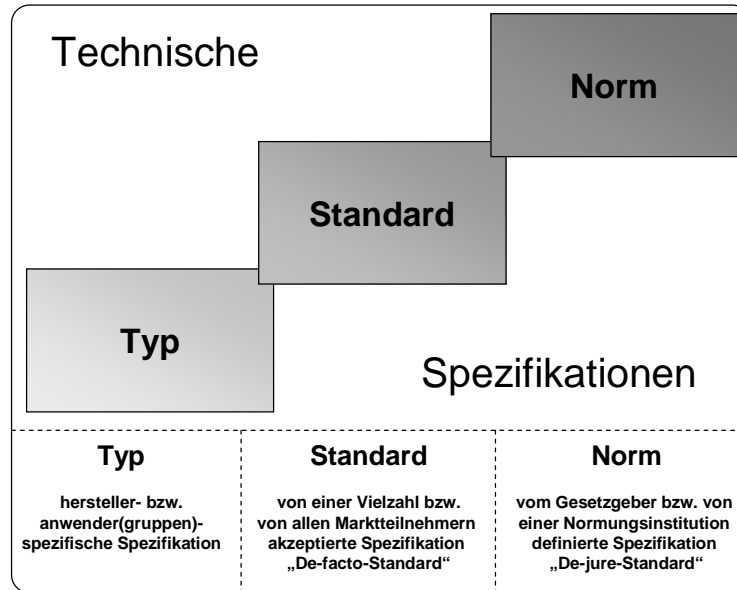 Technische
Norm
Standard
Typ
Spezifikationen
Typ
hersteller- bzw.
anwender(gruppen)-
spezifische Spezifikation
Standard
von einer Vielzahl bzw.
von allen Marktteilnehmern
akzeptierte Spezifikation
„De-facto-Standard“
Norm
vom Gesetzgeber bzw. von
einer Normungsinstitution
definierte Spezifikation
„De-jure-Standard“